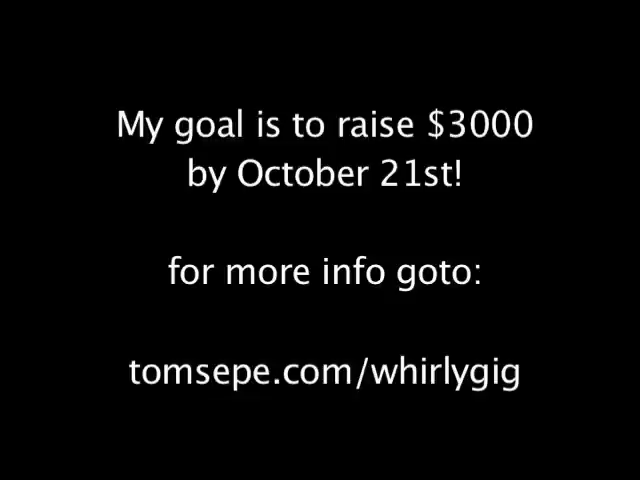 My goal is to raise $3000
by October 21st!
for more info goto:
tomsepe.com/whirlygig